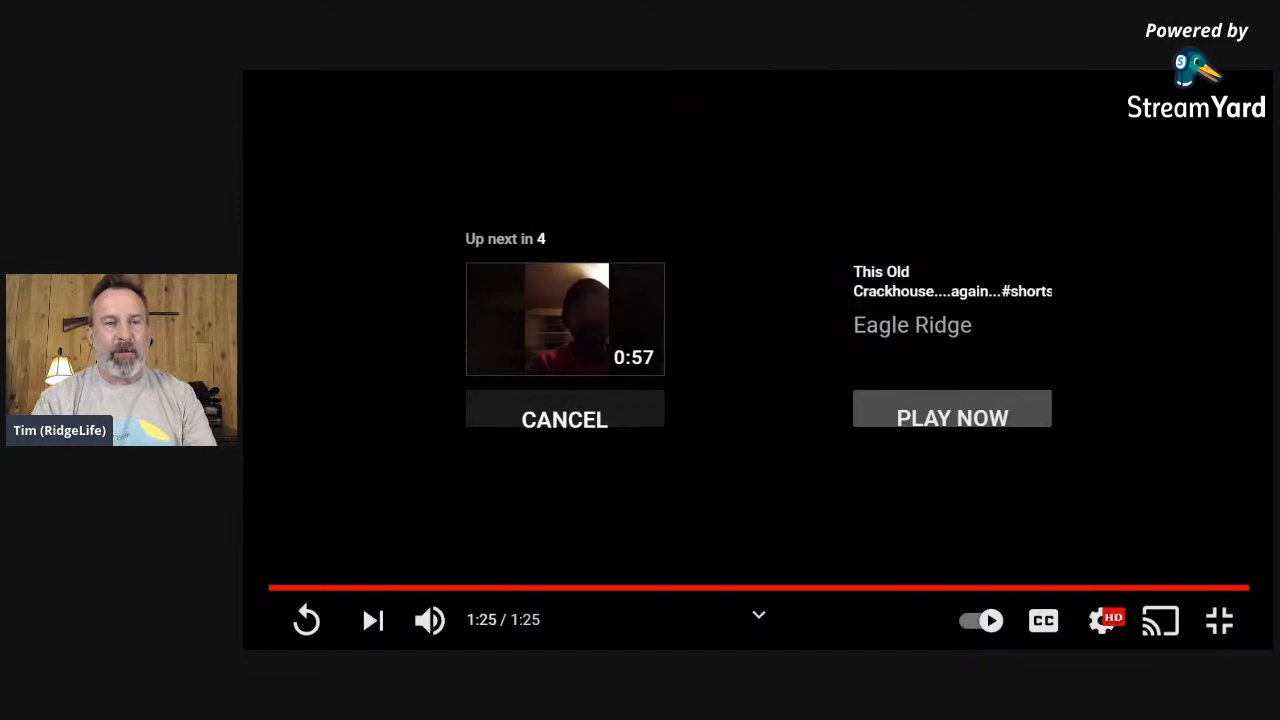 Powered by
StreamYard
Up next in 4
This Old
Crackhouse....again...#shorts
Eagle Ridge
0:57
CANCEL
PLAY NOW
Tim (RidgeLife)
1:25 / 1:25
CC
HD